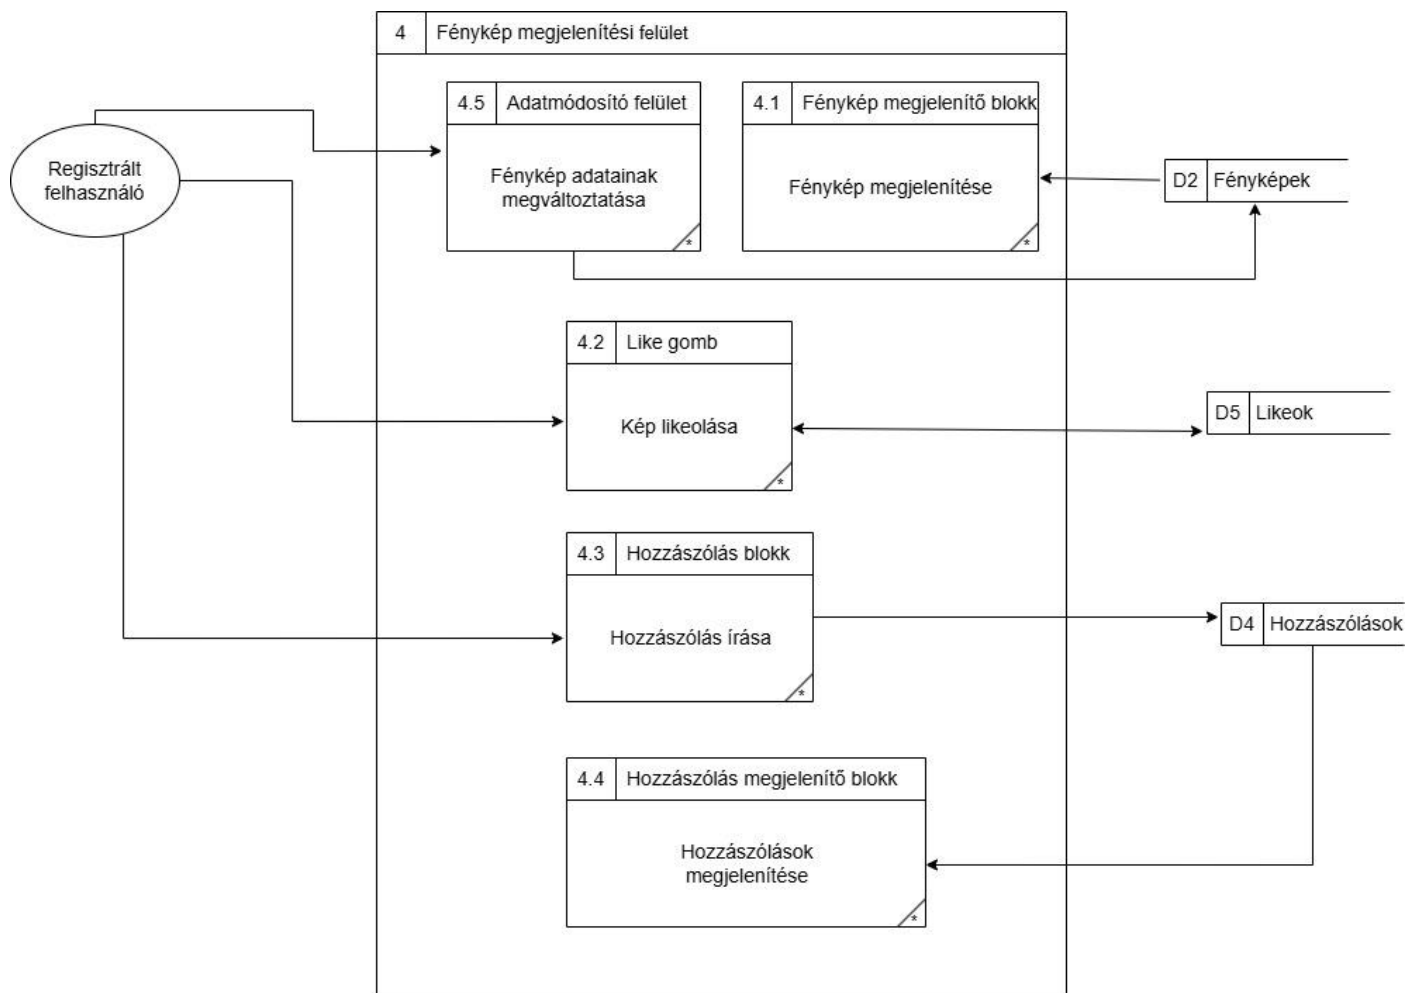 4 Fénykép megjelenítési felület
4.5 Adatmódosító felület
4.1 Fénykép megjelenítő blokk
Regisztrált
felhasználó
Fénykép adatainak
megváltoztatása
*
Fénykép megjelenítése
*
D2 Fényképek
4.2 Like gomb
Kép likeolása
*
D5 Likeok
4.3 Hozzászólás blokk
Hozzászólás írása
*
D4 Hozzászólások
4.4 Hozzászólás megjelenítő blokk
Hozzászólások
megjelenítése
*